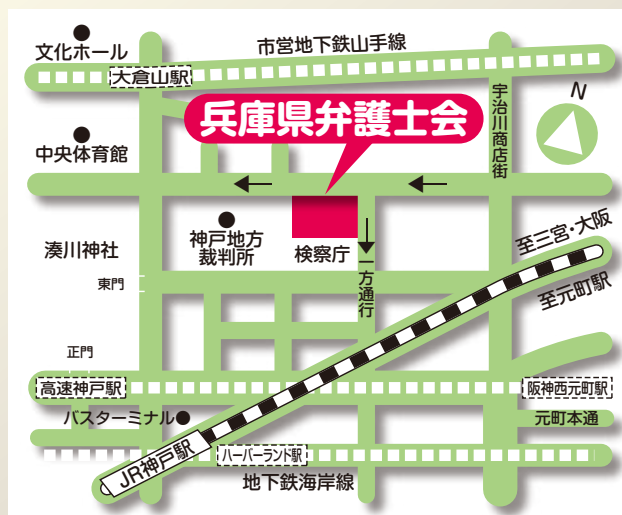 文化ホール
市営地下鉄山手線
大倉山駅
N
宇治川商店街
兵庫県弁護士会
中央体育館
湊川神社
神戸地方
裁判所
検察庁
一方通行
至三宮・大阪
至元町駅
東門
正門
高速神戸駅
阪神西元町駅
バスターミナル
元町本通
JR神戸駅
ハーバーランド駅
地下鉄海岸線